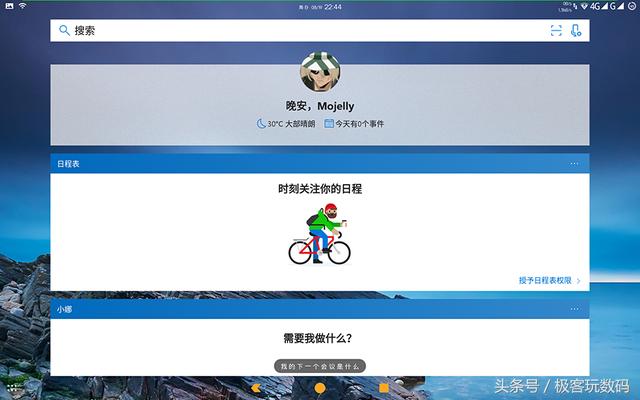 周日 08/19 22:44
4G G
搜索
晚安，Mojelly
30°C 大部晴朗 今天有0个事件
日程表 ...
时刻关注你的日程
授予日程表权限 >
小娜 ...
需要我做什么?
我的下一个会议是什么
头条号 / 极客玩数码